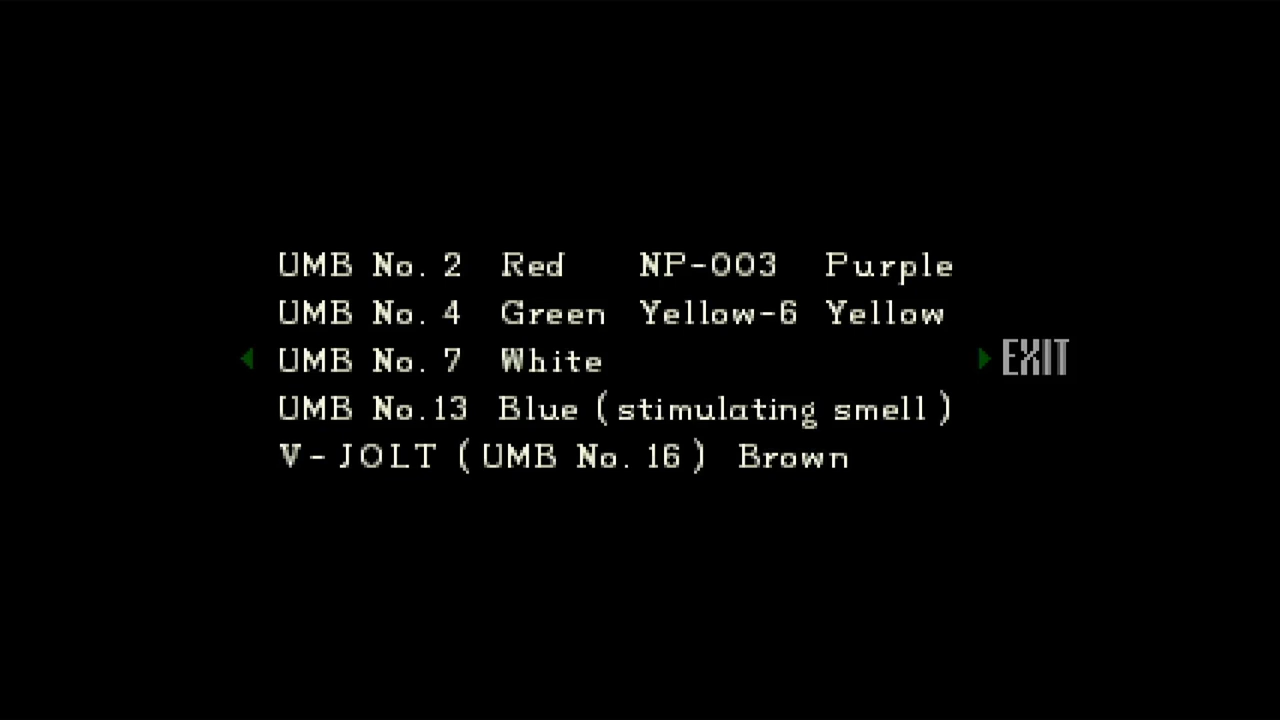 UMB No. 2 Red NP-003 Purple
UMB No. 4 Green Yellow-6 Yellow
UMB No. 7 White
EXIT
UMB No.13 Blue (stimulating smell)
V-JOLT (UMB No. 16) Brown